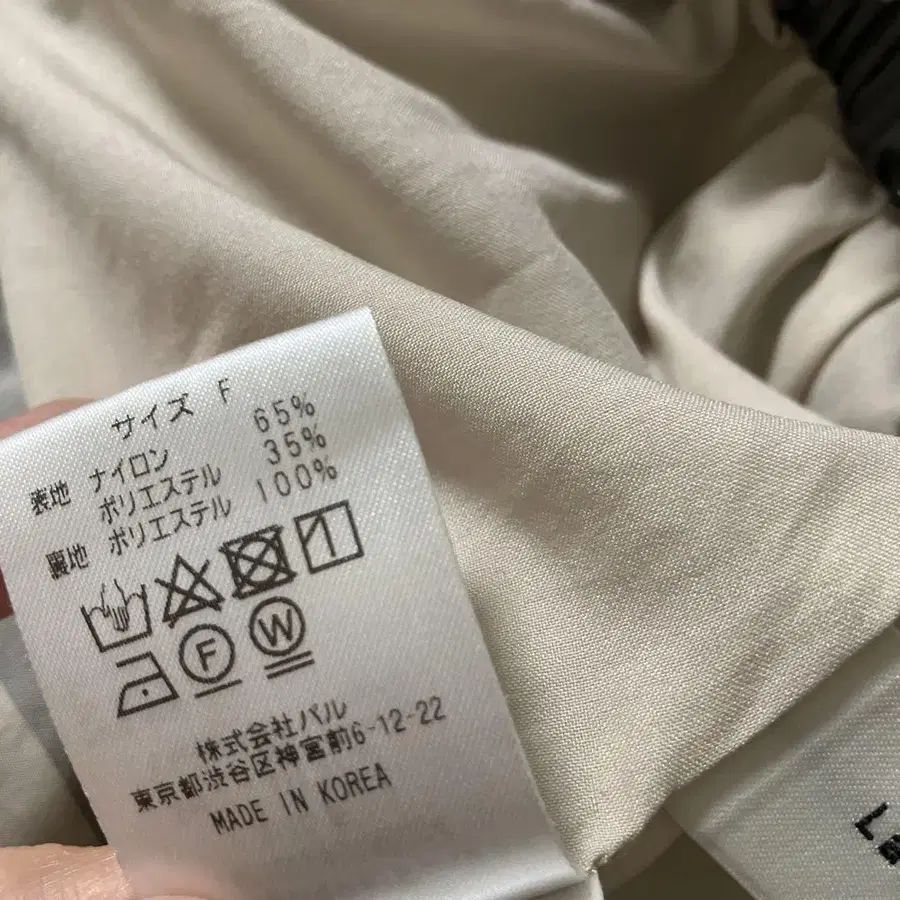 サイズ F
表地 ナイロン 65%
ポリエステル 35%
裏地 ポリエステル 100%
F
W
株式会社パル
東京都渋谷区神宮前6-12-22
MADE IN KOREA
L